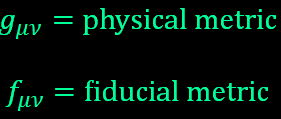 g_{μν} = physical metric
f_{μν} = fiducial metric